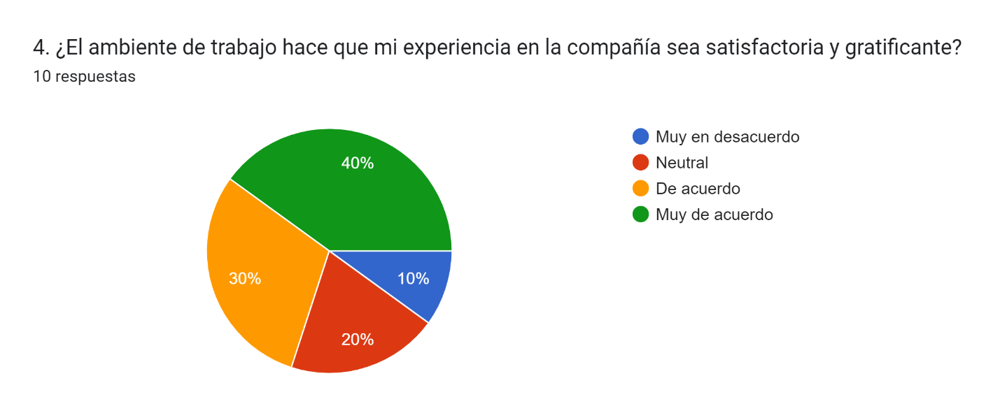 4. ¿El ambiente de trabajo hace que mi experiencia en la compañía sea satisfactoria y gratificante?
10 respuestas
40%
30%
10%
20%
Muy en desacuerdo
Neutral
De acuerdo
Muy de acuerdo